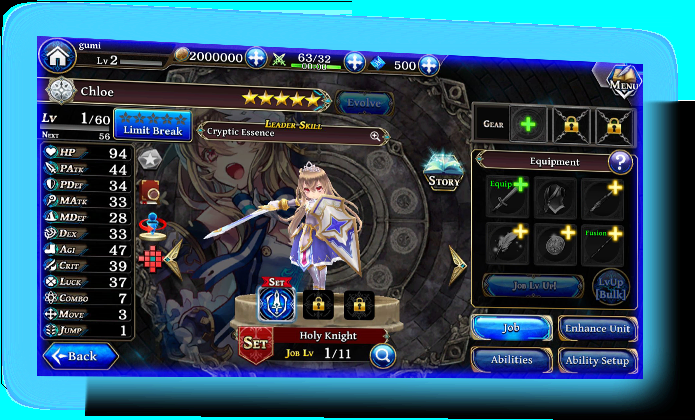 gumi
Lv 2
2000000
63/32
00:00
500
MENU
Chloe
Evolve
Lv 1/60
NEXT 56
Limit Break
LEADER SKILL
Cryptic Essence
STORY
GEAR
Equipment
?
Equip
Fusion
HP 94
PATK 44
PDEF 34
MATK 33
MDEF 28
DEX 33
AGI 47
CRIT 39
LUCK 37
COMBO 7
MOVE 3
JUMP 1
SET
SET
Holy Knight
JOB LV 1/11
JOB LV UP!
LvUp
[Bulk]
Job
Enhance Unit
Abilities
Ability Setup
Back